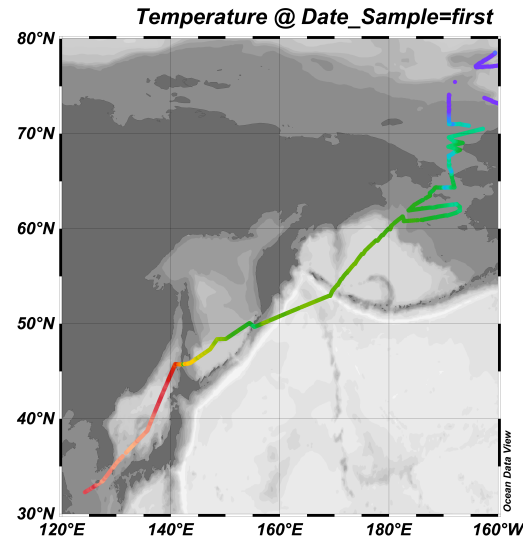 Temperature @ Date_Sample=first
80°N
70°N
60°N
50°N
40°N
30°N
120°E
140°E
160°E
180°E
160°W
Ocean Data View